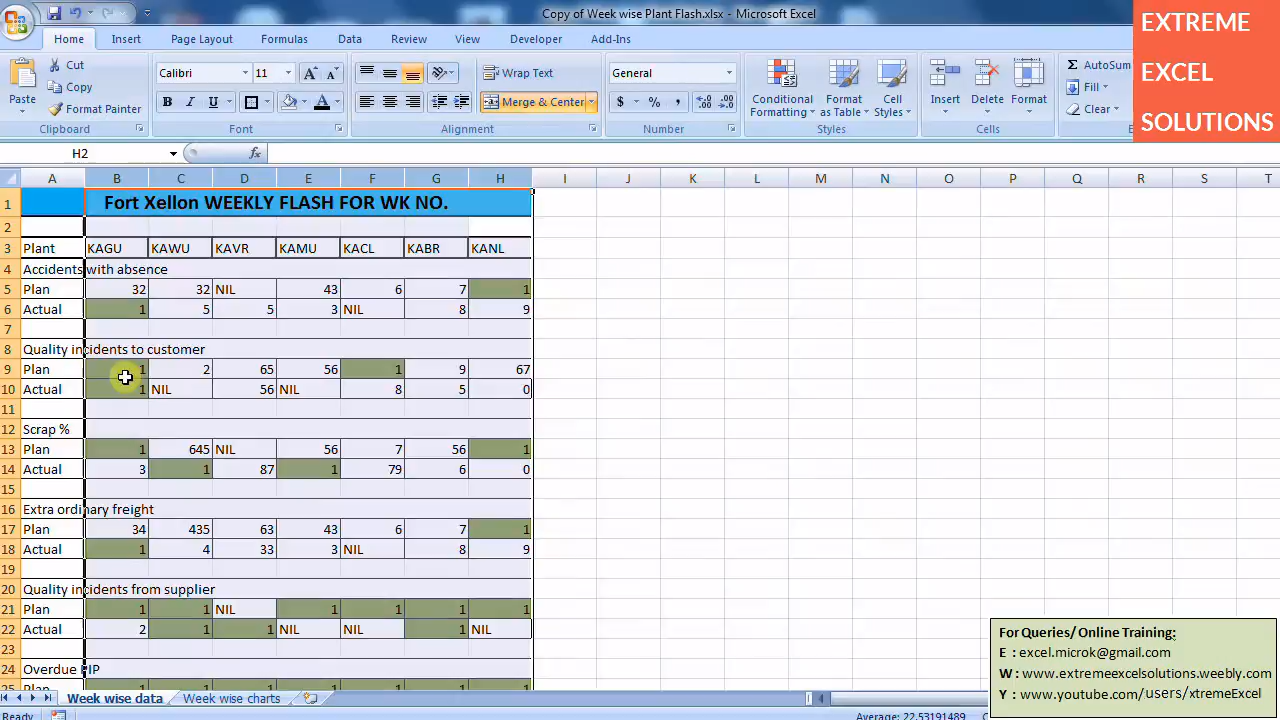 Copy of Week wise Plant Flash.xlsx - Microsoft Excel
EXTREME
EXCEL
SOLUTIONS
Home Insert Page Layout Formulas Data Review View Developer Add-Ins
Paste
Cut
Copy
Format Painter
Clipboard
Calibri 11 A A
B I U A
Font
Wrap Text
Merge & Center
Alignment
General
$ % ,
Number
Conditional Formatting
Format as Table
Cell Styles
Styles
Insert Delete Format
Cells
Σ AutoSum
Fill
Clear
H2 fx
A B C D E F G H I J K L M N O P Q R S T
1 Fort Xellon WEEKLY FLASH FOR WK NO.
2
3 Plant KAGU KAWU KAVR KAMU KACL KABR KANL
4 Accidents with absence
5 Plan 32 32 NIL 43 6 7 1
6 Actual 1 5 5 3 NIL 8 9
7
8 Quality incidents to customer
9 Plan 1 2 65 56 1 9 67
10 Actual 1 NIL 56 NIL 8 5 0
11
12 Scrap %
13 Plan 1 645 NIL 56 7 56 1
14 Actual 3 1 87 1 79 6 0
15
16 Extra ordinary freight
17 Plan 34 435 63 43 6 7 1
18 Actual 1 4 33 3 NIL 8 9
19
20 Quality incidents from supplier
21 Plan 1 1 NIL 1 1 1 1
22 Actual 2 1 1 NIL NIL 1 NIL
23
24 Overdue PIP
25 Plan 1 1 1 1 1 1 1
For Queries/ Online Training:
E : excel.microk@gmail.com
W : www.extremeexcelsolutions.weebly.com
Y : www.youtube.com/users/xtremeExcel
Week wise data Week wise charts
Average: 22.53191489